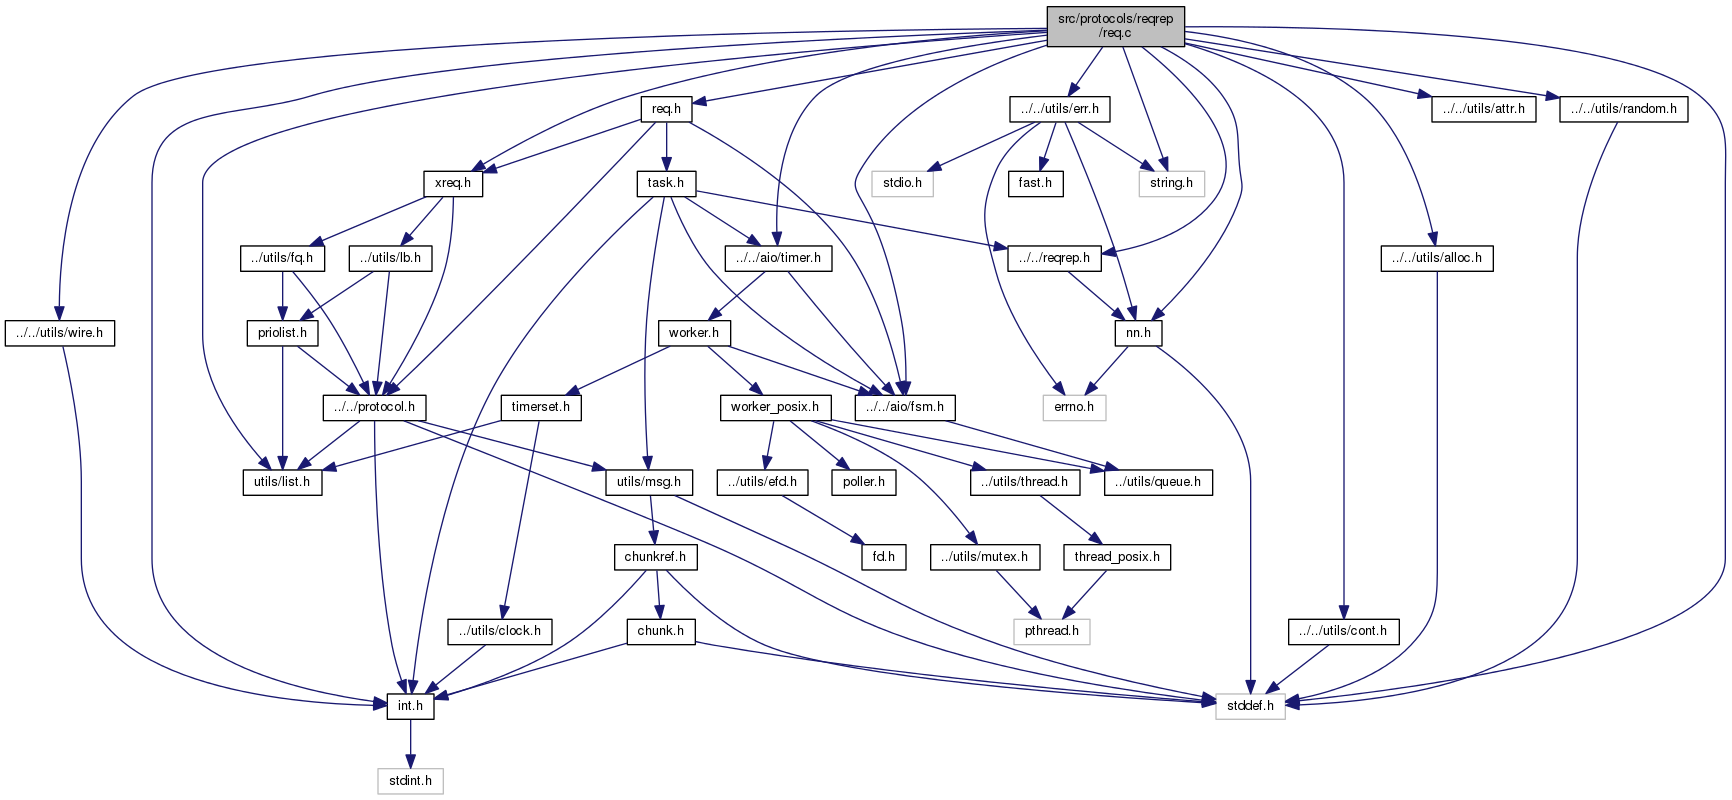 src/protocols/reqrep
/req.c
req.h
../../utils/err.h
../../utils/attr.h
../../utils/random.h
xreq.h
task.h
stdio.h
fast.h
string.h
../utils/fq.h
../utils/lb.h
../../aio/timer.h
../../reqrep.h
../../utils/alloc.h
../../utils/wire.h
priolist.h
worker.h
nn.h
../../protocol.h
timerset.h
worker_posix.h
../../aio/fsm.h
errno.h
utils/list.h
utils/msg.h
../utils/efd.h
poller.h
../utils/thread.h
../utils/queue.h
chunkref.h
fd.h
../utils/mutex.h
thread_posix.h
../utils/clock.h
chunk.h
pthread.h
../../utils/cont.h
int.h
stddef.h
stdint.h